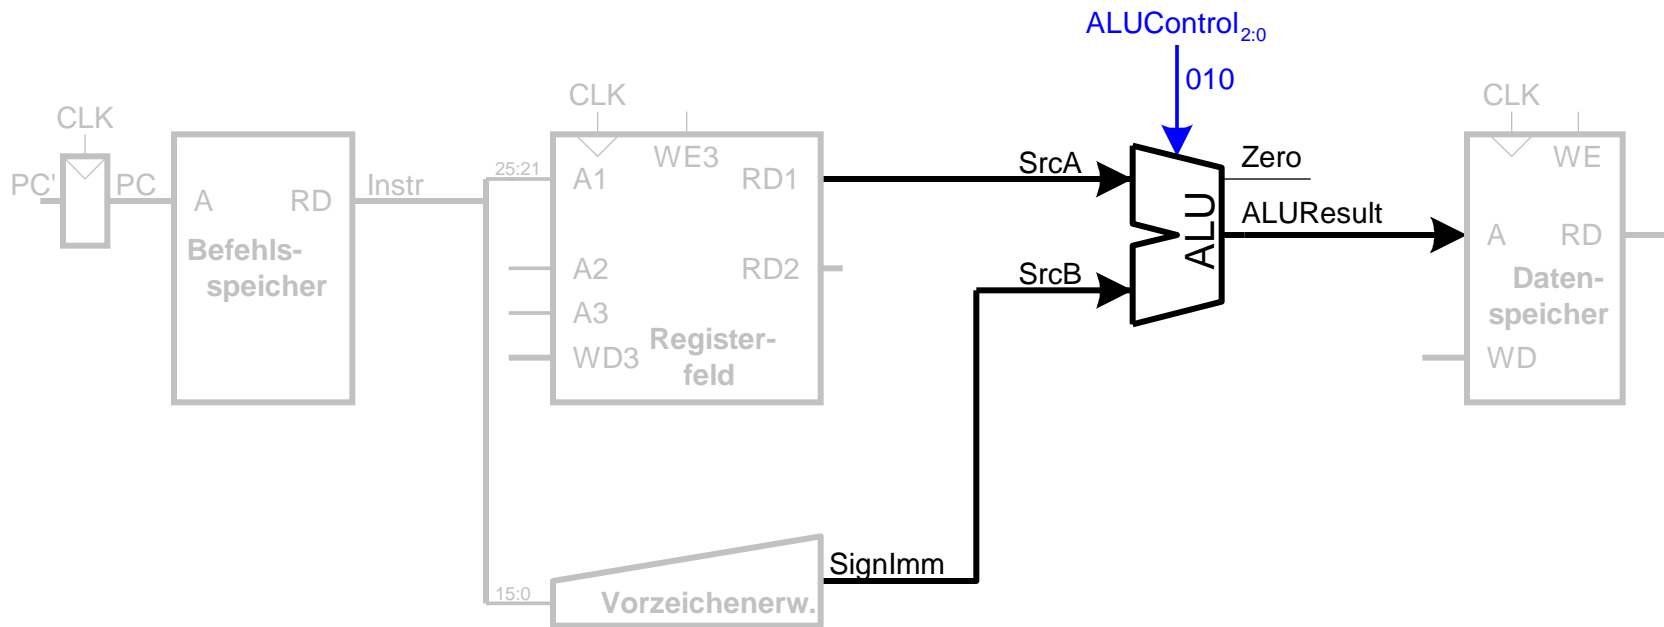 ALUControl2:0
010
CLK
CLK
CLK
PC'
PC
A
RD
Instr
Befehls-
speicher
25:21
A1
WE3
RD1
A2
RD2
A3
WD3
Register-
feld
SrcA
SrcB
ALU
Zero
ALUResult
WE
A
RD
Daten-
speicher
WD
15:0
Vorzeichenerw.
SignImm